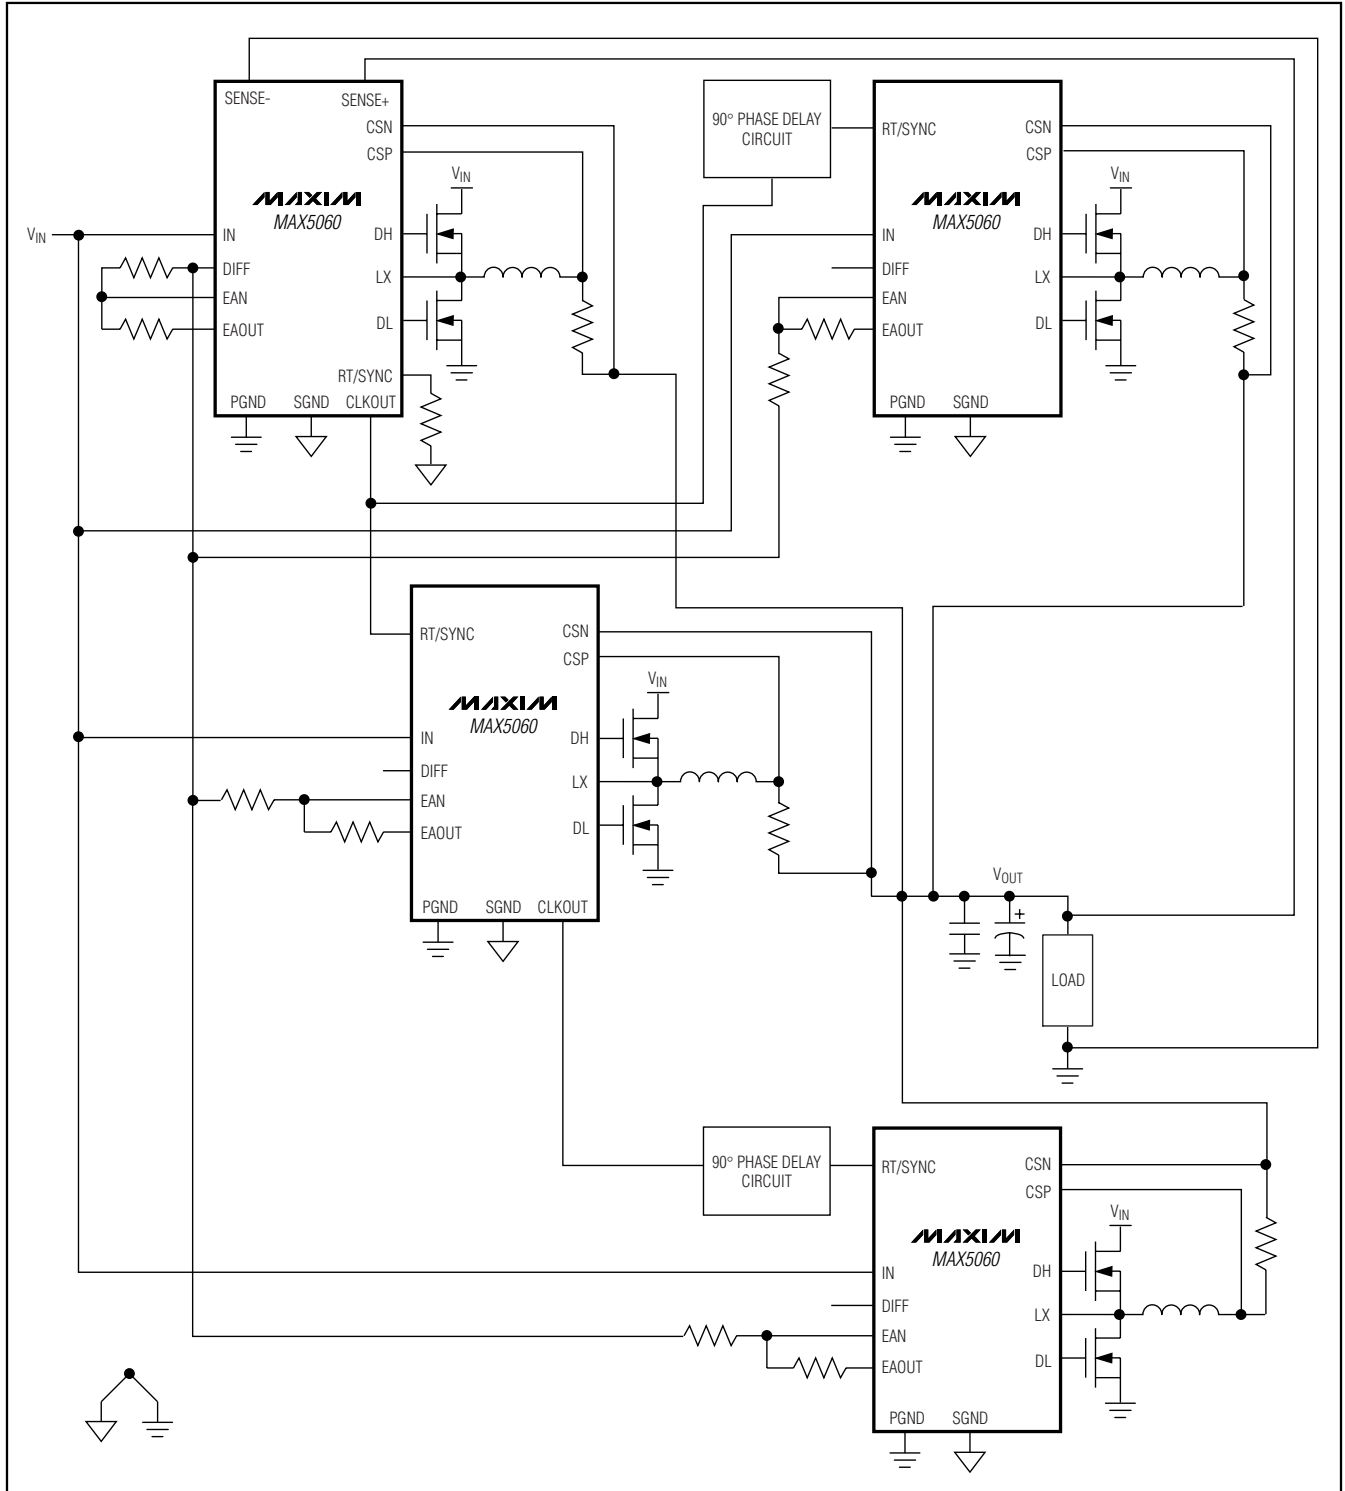 SENSE-
SENSE+
CSN
CSP
MAXIM
MAX5060
VIN
IN
DIFF
EAN
EAOUT
DH
LX
DL
RT/SYNC
PGND
SGND
CLKOUT
VIN
90° PHASE DELAY
CIRCUIT
RT/SYNC
CSN
CSP
MAXIM
MAX5060
IN
DIFF
EAN
EAOUT
DH
LX
DL
PGND
SGND
VIN
RT/SYNC
CSN
CSP
MAXIM
MAX5060
IN
DIFF
EAN
EAOUT
DH
LX
DL
PGND
SGND
CLKOUT
VIN
VOUT
+
LOAD
90° PHASE DELAY
CIRCUIT
RT/SYNC
CSN
CSP
MAXIM
MAX5060
IN
DIFF
EAN
EAOUT
DH
LX
DL
PGND
SGND
VIN